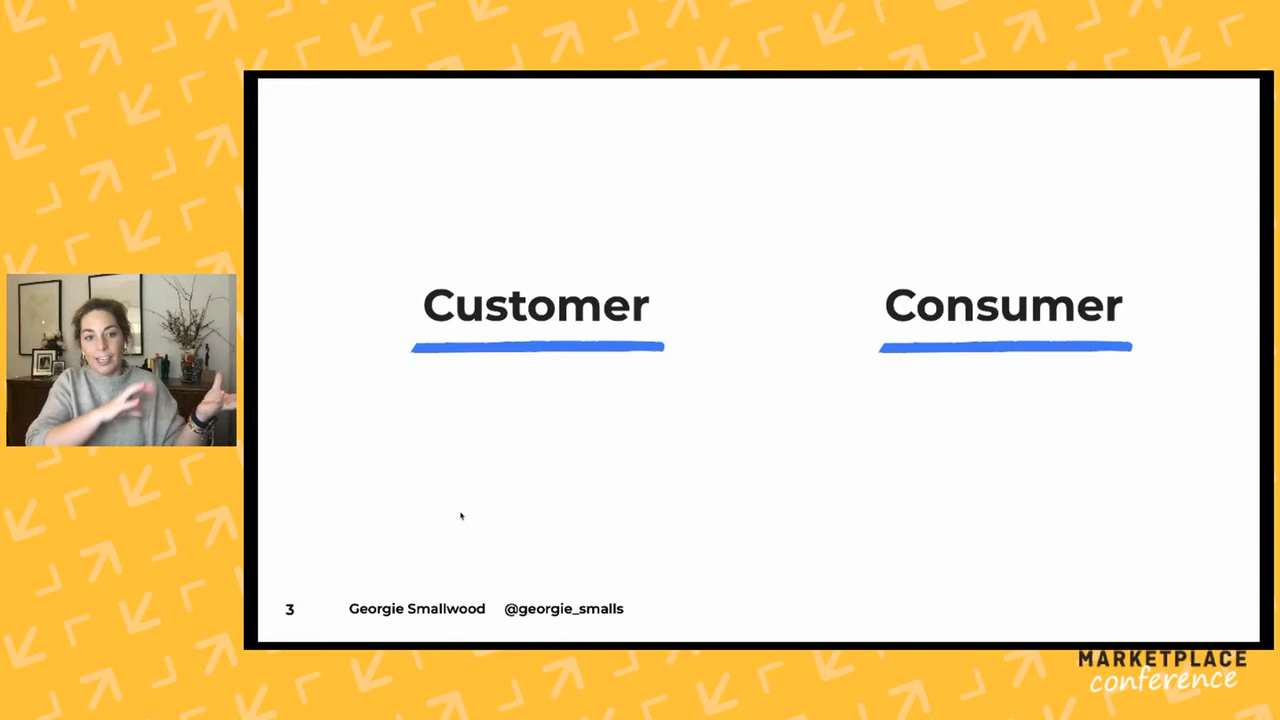 Customer
Consumer
3 Georgie Smallwood @georgie_smalls
MARKETPLACE
conference